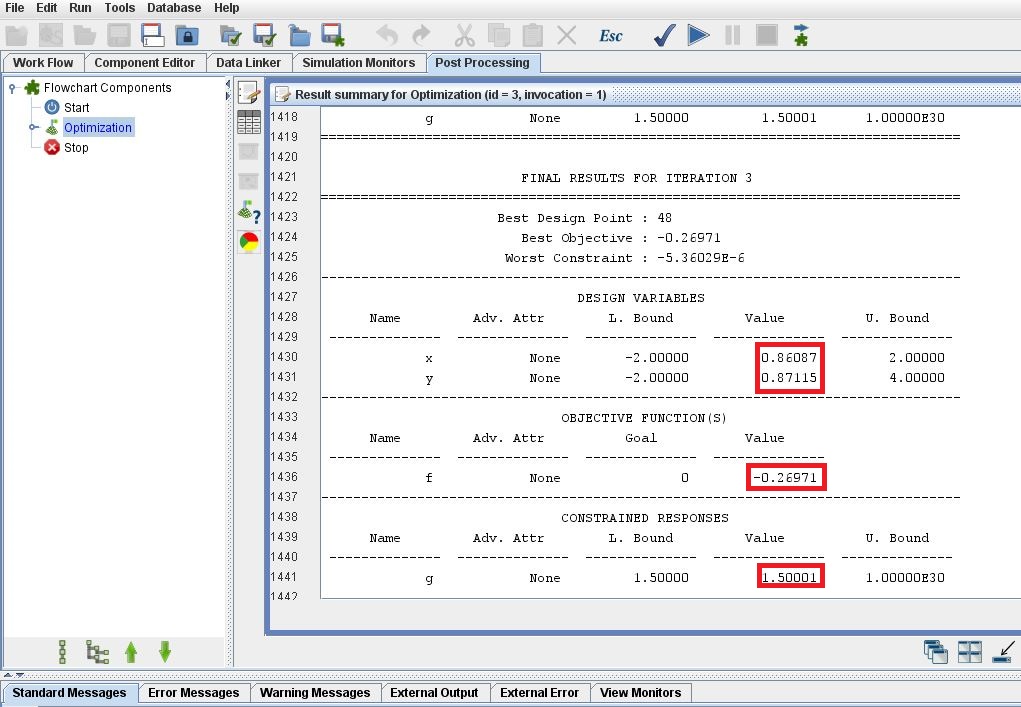 File Edit Run Tools Database Help
Esc
Work Flow Component Editor Data Linker Simulation Monitors Post Processing
Flowchart Components
Start
Optimization
Stop
?
Result summary for Optimization (id = 3, invocation = 1)
1418 g None 1.50000 1.50001 1.00000E30
1419 ================================================================================
1420
1421 FINAL RESULTS FOR ITERATION 3
1422 ================================================================================
1423 Best Design Point : 48
1424 Best Objective : -0.26971
1425 Worst Constraint : -5.36029E-6
1426 --------------------------------------------------------------------------------
1427 DESIGN VARIABLES
1428 Name Adv. Attr L. Bound Value U. Bound
1429 -------------- -------------- -------------- -------------- --------------
1430 x None -2.00000 0.86087 2.00000
1431 y None -2.00000 0.87115 4.00000
1432 --------------------------------------------------------------------------------
1433 OBJECTIVE FUNCTION(S)
1434 Name Adv. Attr Goal Value
1435 -------------- -------------- -------------- --------------
1436 f None 0 -0.26971
1437 --------------------------------------------------------------------------------
1438 CONSTRAINED RESPONSES
1439 Name Adv. Attr L. Bound Value U. Bound
1440 -------------- -------------- -------------- -------------- --------------
1441 g None 1.50000 1.50001 1.00000E30
1442
Standard Messages Error Messages Warning Messages External Output External Error View Monitors